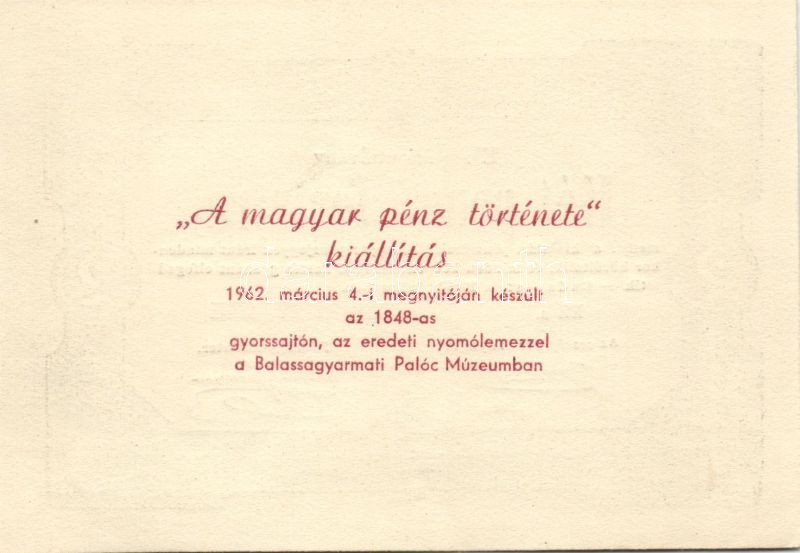 „A magyar pénz története“
kiállítás
1962. március 4.-i megnyitóján készült
az 1848-as
gyorssajtón, az eredeti nyomólemezzel
a Balassagyarmati Palóc Múzeumban